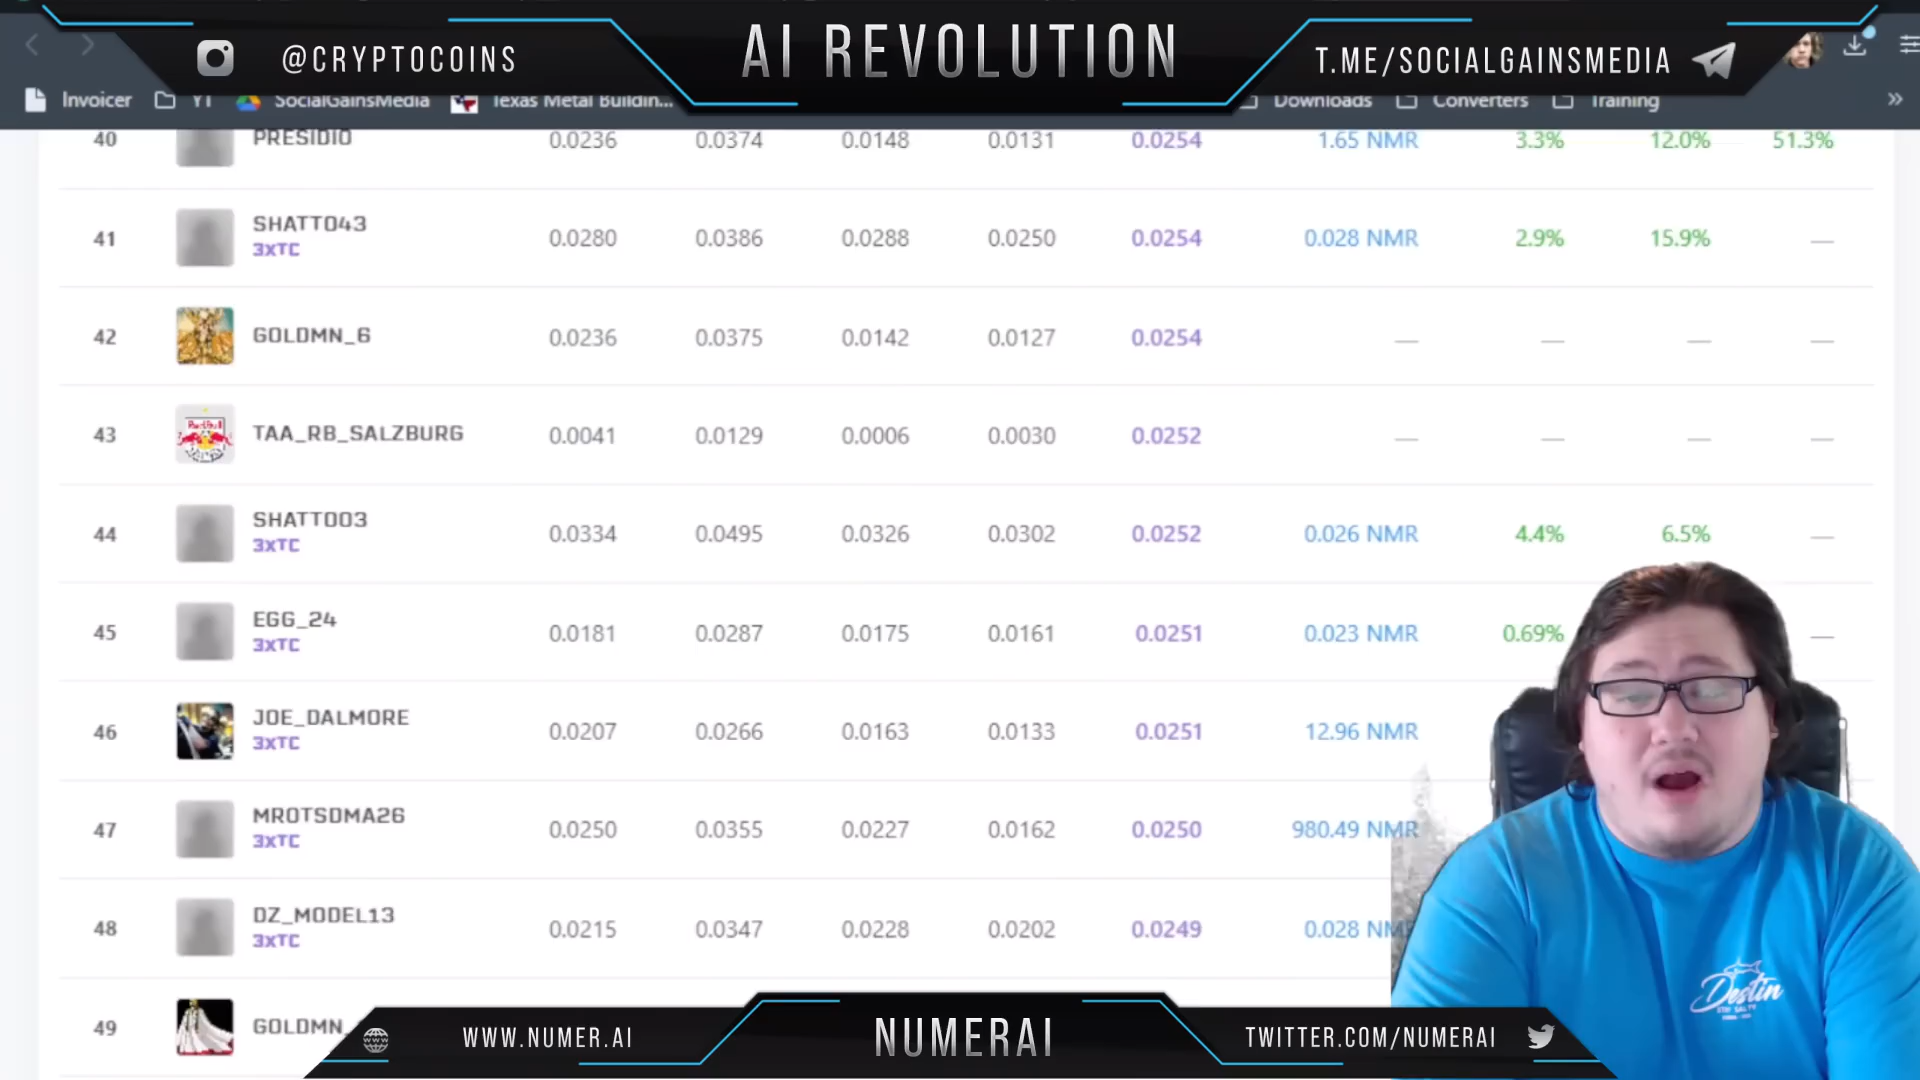 @CRYPTOCOINS
AI REVOLUTION
T.ME/SOCIALGAINSMEDIA
Invoicer YT SocialGainsMedia Texas Metal Buildin... Downloads Converters Training
40 PRESIDIO 0.0236 0.0374 0.0148 0.0131 0.0254 1.65 NMR 3.3% 12.0% 51.3%
41 SHATTO43 0.0280 0.0386 0.0288 0.0250 0.0254 0.028 NMR 2.9% 15.9% —
3xTC
42 GOLDMN_6 0.0236 0.0375 0.0142 0.0127 0.0254 — — — —
43 TAA_RB_SALZBURG 0.0041 0.0129 0.0006 0.0030 0.0252 — — — —
44 SHATTO03 0.0334 0.0495 0.0326 0.0302 0.0252 0.026 NMR 4.4% 6.5% —
3xTC
45 EGG_24 0.0181 0.0287 0.0175 0.0161 0.0251 0.023 NMR 0.69% —
3xTC
46 JOE_DALMORE 0.0207 0.0266 0.0163 0.0133 0.0251 12.96 NMR
3xTC
47 MROTSDMA26 0.0250 0.0355 0.0227 0.0162 0.0250 980.49 NMR
3xTC
48 DZ_MODEL13 0.0215 0.0347 0.0228 0.0202 0.0249 0.028 NM
3xTC
49 GOLDMN_
Destin
WWW.NUMER.AI
NUMERAI
TWITTER.COM/NUMERAI